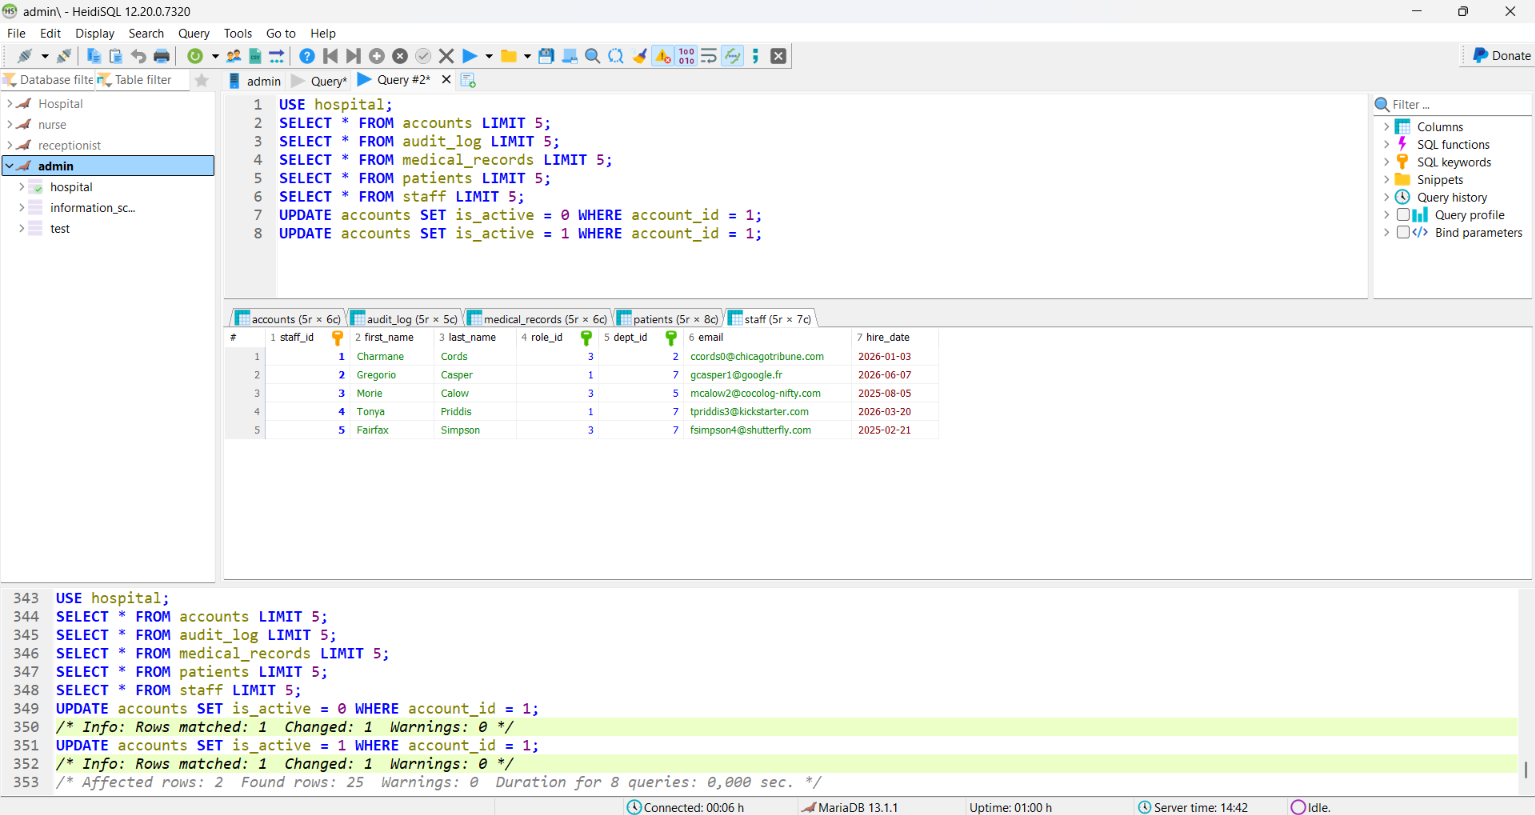 admin\ - HeidiSQL 12.20.0.7320
File Edit Display Search Query Tools Go to Help
Donate
Database filte Table filter
admin Query* Query #2*
Hospital
nurse
receptionist
admin
hospital
information_sc...
test
1 USE hospital;
2 SELECT * FROM accounts LIMIT 5;
3 SELECT * FROM audit_log LIMIT 5;
4 SELECT * FROM medical_records LIMIT 5;
5 SELECT * FROM patients LIMIT 5;
6 SELECT * FROM staff LIMIT 5;
7 UPDATE accounts SET is_active = 0 WHERE account_id = 1;
8 UPDATE accounts SET is_active = 1 WHERE account_id = 1;
Filter ...
Columns
SQL functions
SQL keywords
Snippets
Query history
Query profile
Bind parameters
accounts (5r × 6c) audit_log (5r × 5c) medical_records (5r × 6c) patients (5r × 8c) staff (5r × 7c)
# 1 staff_id 2 first_name 3 last_name 4 role_id 5 dept_id 6 email 7 hire_date
1 1 Charmane Cords 3 2 ccords0@chicagotribune.com 2026-01-03
2 2 Gregorio Casper 1 7 gcasper1@google.fr 2026-06-07
3 3 Morie Calow 3 5 mcalow2@cocolog-nifty.com 2025-08-05
4 4 Tonya Priddis 1 7 tpriddis3@kickstarter.com 2026-03-20
5 5 Fairfax Simpson 3 7 fsimpson4@shutterfly.com 2025-02-21
343 USE hospital;
344 SELECT * FROM accounts LIMIT 5;
345 SELECT * FROM audit_log LIMIT 5;
346 SELECT * FROM medical_records LIMIT 5;
347 SELECT * FROM patients LIMIT 5;
348 SELECT * FROM staff LIMIT 5;
349 UPDATE accounts SET is_active = 0 WHERE account_id = 1;
350 /* Info: Rows matched: 1 Changed: 1 Warnings: 0 */
351 UPDATE accounts SET is_active = 1 WHERE account_id = 1;
352 /* Info: Rows matched: 1 Changed: 1 Warnings: 0 */
353 /* Affected rows: 2 Found rows: 25 Warnings: 0 Duration for 8 queries: 0,000 sec. */
Connected: 00:06 h MariaDB 13.1.1 Uptime: 01:00 h Server time: 14:42 Idle.